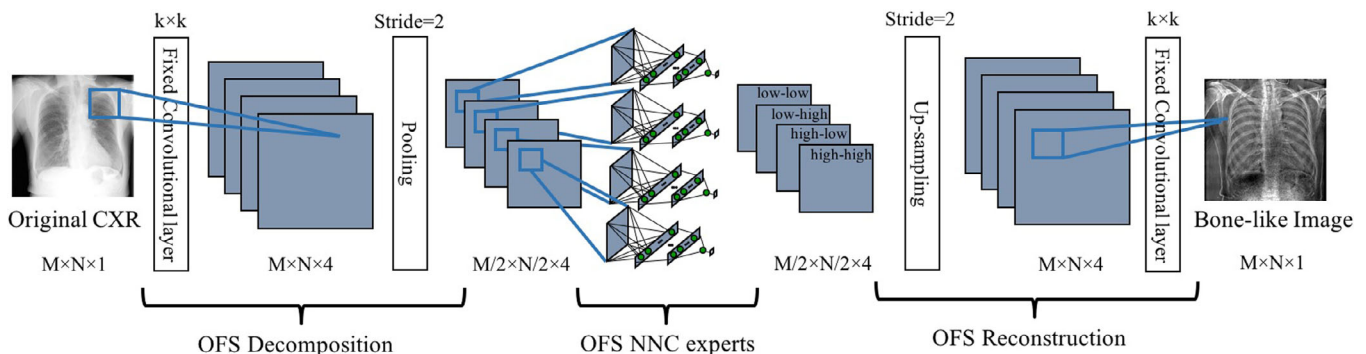 k×k
Stride=2
Stride=2
k×k
Fixed Convolutional layer
Pooling
low-low
low-high
high-low
high-high
Up-sampling
Fixed Convolutional layer
Original CXR
Bone-like Image
M×N×1
M×N×4
M/2×N/2×4
M/2×N/2×4
M×N×4
M×N×1
OFS Decomposition
OFS NNC experts
OFS Reconstruction